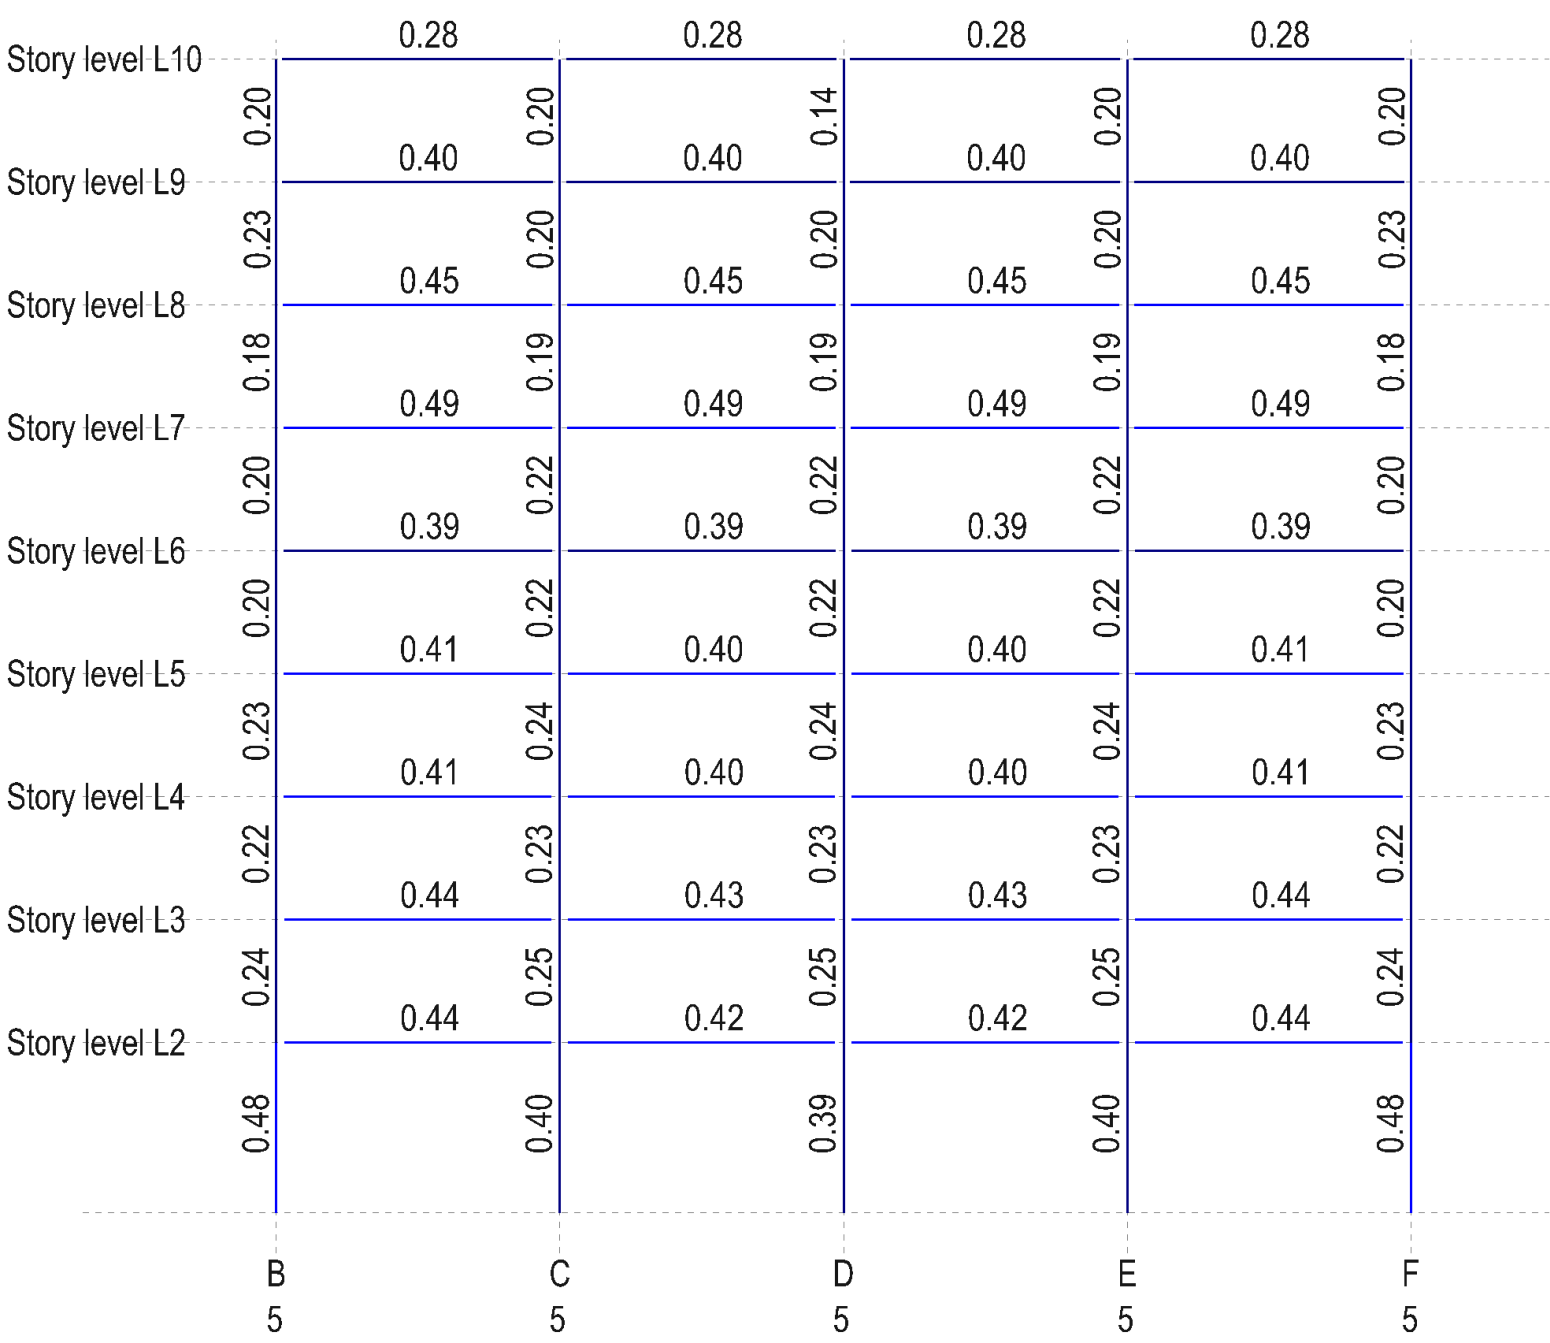 0.28 0.28 0.28 0.28
Story level L10
0.20 0.20 0.14 0.20 0.20
0.40 0.40 0.40 0.40
Story level L9
0.23 0.20 0.20 0.20 0.23
0.45 0.45 0.45 0.45
Story level L8
0.18 0.19 0.19 0.19 0.18
0.49 0.49 0.49 0.49
Story level L7
0.20 0.22 0.22 0.22 0.20
0.39 0.39 0.39 0.39
Story level L6
0.20 0.22 0.22 0.22 0.20
0.41 0.40 0.40 0.41
Story level L5
0.23 0.24 0.24 0.24 0.23
0.41 0.40 0.40 0.41
Story level L4
0.22 0.23 0.23 0.23 0.22
0.44 0.43 0.43 0.44
Story level L3
0.24 0.25 0.25 0.25 0.24
0.44 0.42 0.42 0.44
Story level L2
0.48 0.40 0.39 0.40 0.48
B C D E F
5 5 5 5 5